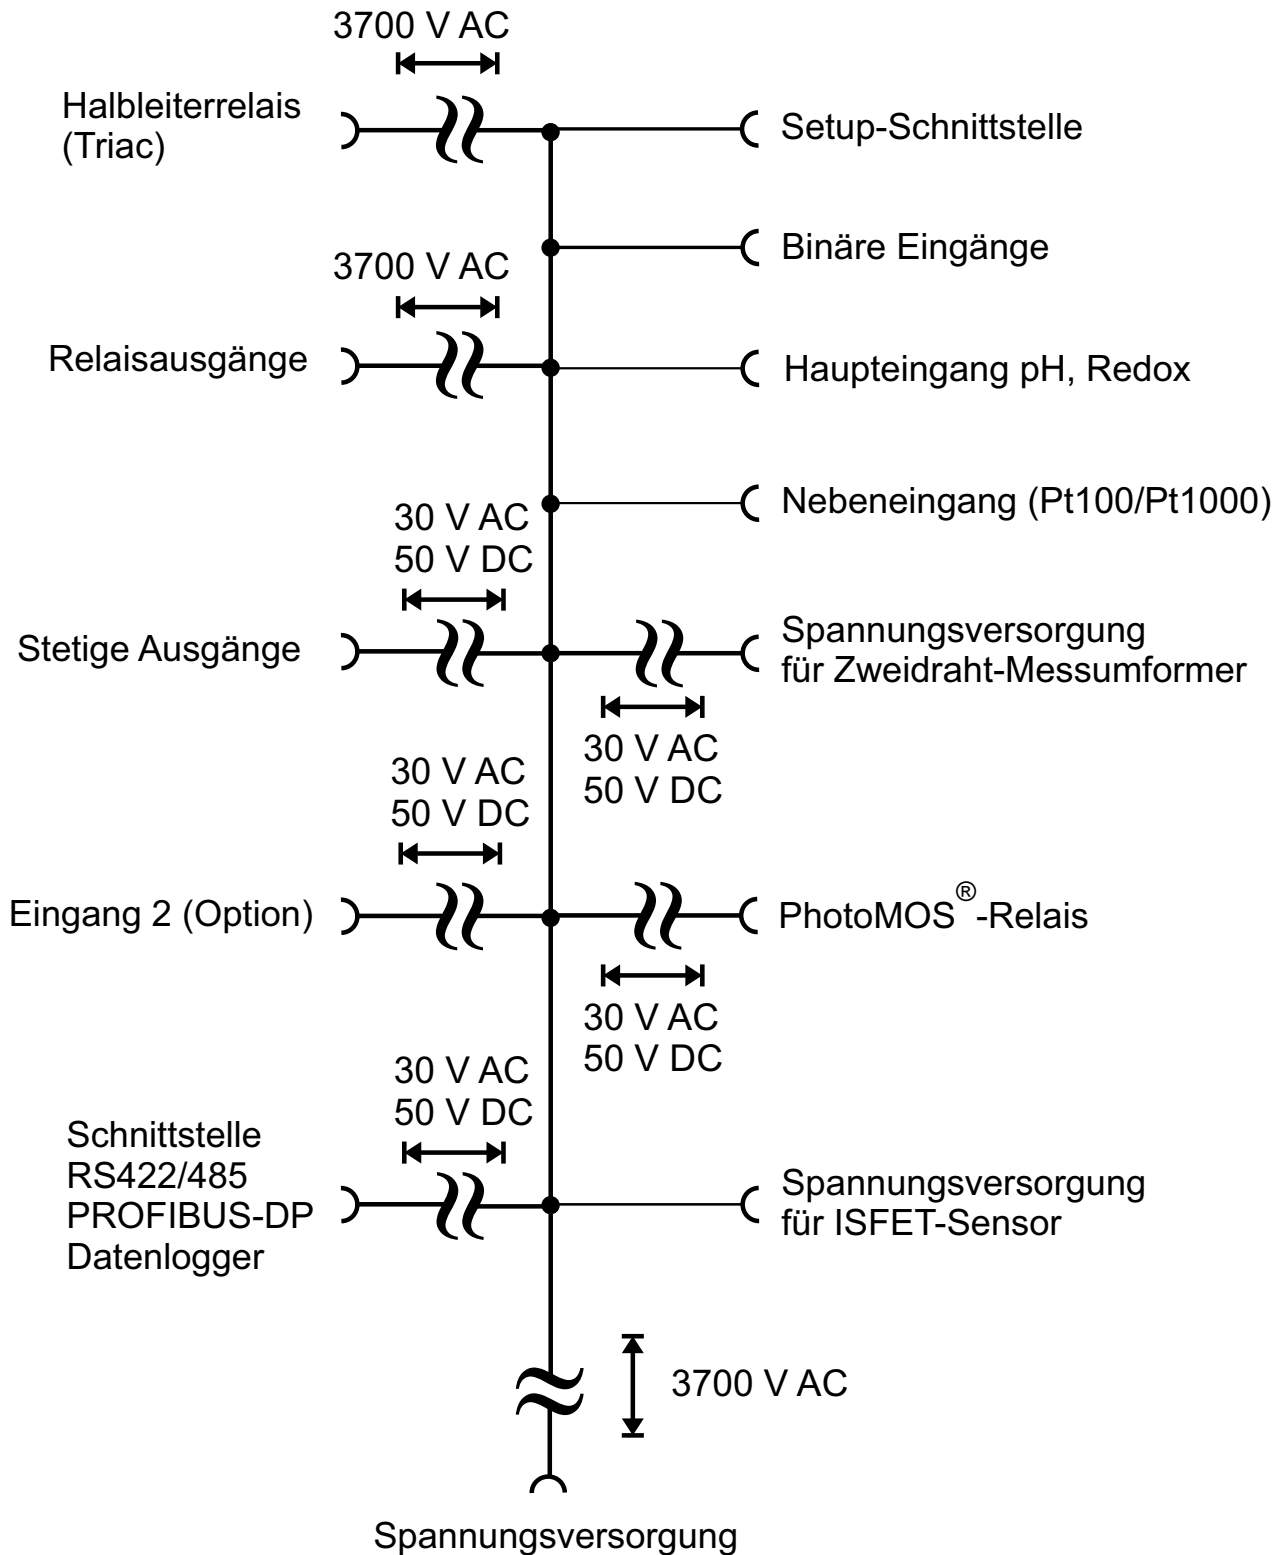 3700 V AC
Halbleiterrelais
(Triac)
Setup-Schnittstelle
Binäre Eingänge
3700 V AC
Relaisausgänge
Haupteingang pH, Redox
Nebeneingang (Pt100/Pt1000)
30 V AC
50 V DC
Stetige Ausgänge
Spannungsversorgung
für Zweidraht-Messumformer
30 V AC
50 V DC
30 V AC
50 V DC
Eingang 2 (Option)
PhotoMOS®-Relais
30 V AC
50 V DC
30 V AC
50 V DC
Schnittstelle
RS422/485
PROFIBUS-DP
Datenlogger
Spannungsversorgung
für ISFET-Sensor
3700 V AC
Spannungsversorgung